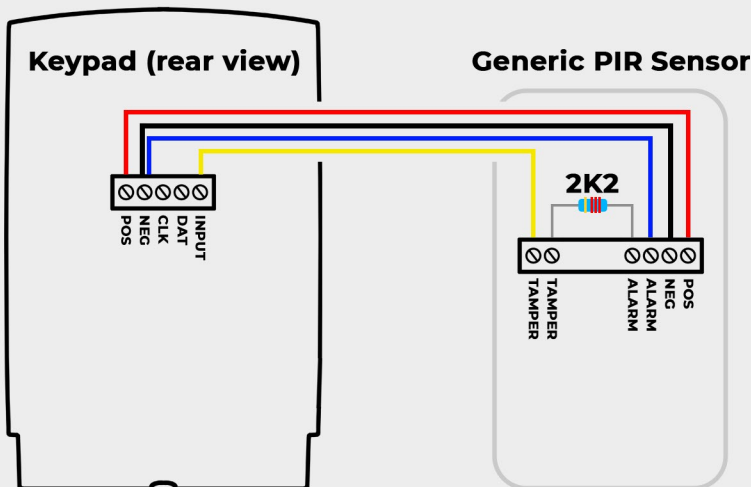 Keypad (rear view)
Generic PIR Sensor
2K2
POS
NEG
CLK
DAT
INPUT
TAMPER
TAMPER
ALARM
ALARM
NEG
POS